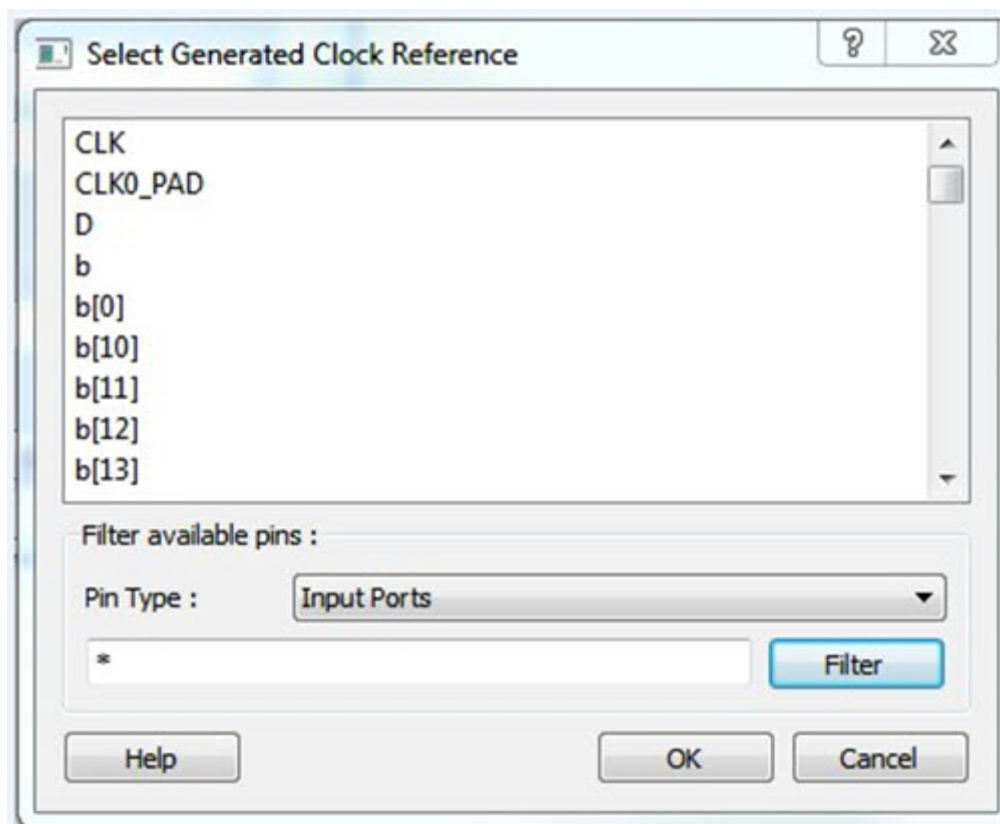 Select Generated Clock Reference
CLK
CLK0_PAD
D
b
b[0]
b[10]
b[11]
b[12]
b[13]
Filter available pins :
Pin Type : Input Ports
* Filter
Help OK Cancel